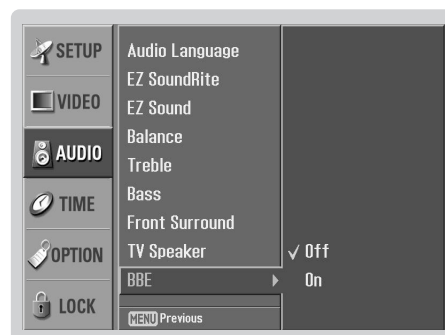 SETUP
VIDEO
AUDIO
TIME
OPTION
LOCK
Audio Language
EZ SoundRite
EZ Sound
Balance
Treble
Bass
Front Surround
TV Speaker
BBE
MENU Previous
Off
On